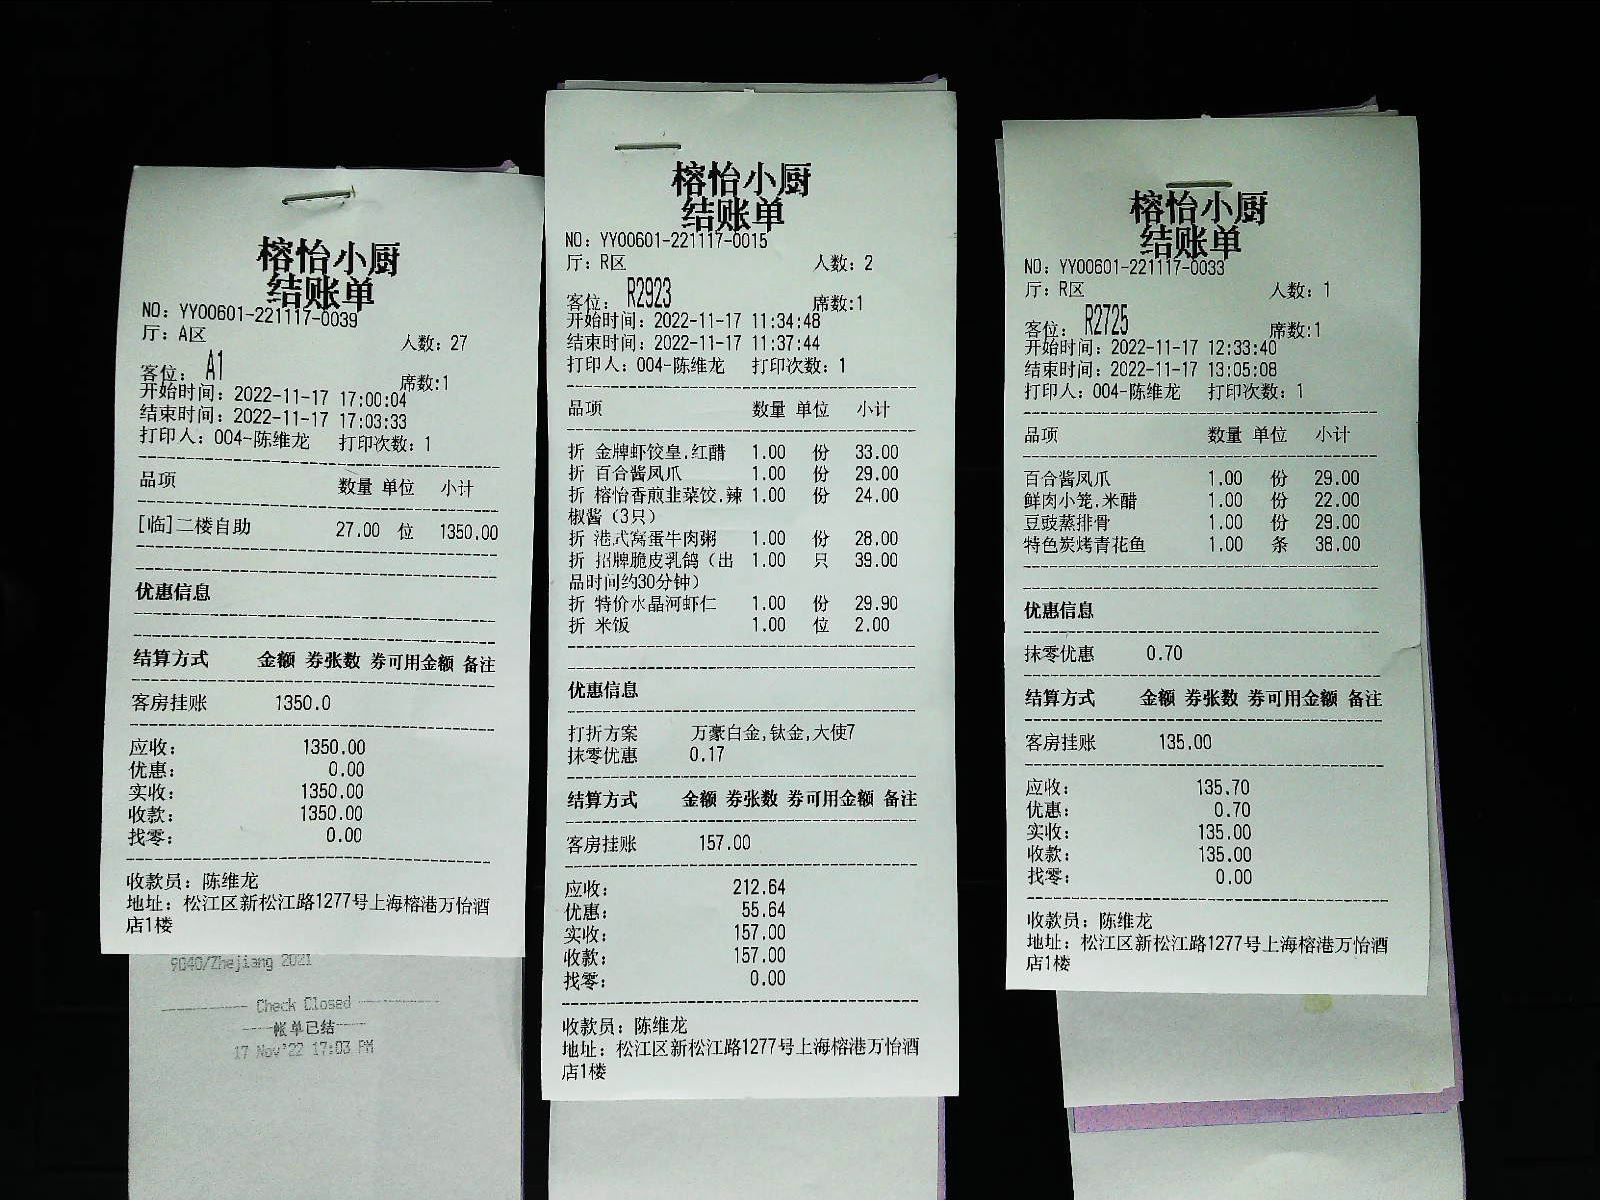 榕怡小厨
结账单
NO: YY00601-221117-0039
厅: A区
人数: 27
客位: A1
席数:1
开始时间: 2022-11-17 17:00:04
结束时间: 2022-11-17 17:03:33
打印人: 004-陈维龙 打印次数: 1
品项 数量 单位 小计
[临]二楼自助 27.00 位 1350.00
优惠信息
结算方式 金额 券张数 券可用金额 备注
客房挂账 1350.0
应收: 1350.00
优惠: 0.00
实收: 1350.00
收款: 1350.00
找零: 0.00
收款员: 陈维龙
地址: 松江区新松江路1277号上海榕港万怡酒
店1楼
9040/Zhejiang 2021
Check Closed
帐单已结
17 Nov'22 17:03 PM
榕怡小厨
结账单
NO: YY00601-221117-0015
厅: R区 人数: 2
客位: R2923 席数:1
开始时间: 2022-11-17 11:34:48
结束时间: 2022-11-17 11:37:44
打印人: 004-陈维龙 打印次数: 1
品项 数量 单位 小计
折 金牌虾饺皇.红醋 1.00 份 33.00
折 百合酱凤爪 1.00 份 29.00
折 榕怡香煎韭菜饺.辣 1.00 份 24.00
椒酱（3只）
折 港式窝蛋牛肉粥 1.00 份 28.00
折 招牌脆皮乳鸽（出 1.00 只 39.00
品时间约30分钟）
折 特价水晶河虾仁 1.00 份 29.90
折 米饭 1.00 位 2.00
优惠信息
打折方案 万豪白金,钛金,大使7
抹零优惠 0.17
结算方式 金额 券张数 券可用金额 备注
客房挂账 157.00
应收: 212.64
优惠: 55.64
实收: 157.00
收款: 157.00
找零: 0.00
收款员: 陈维龙
地址: 松江区新松江路1277号上海榕港万怡酒
店1楼
榕怡小厨
结账单
NO: YY00601-221117-0033
厅: R区 人数: 1
客位: R2725 席数:1
开始时间: 2022-11-17 12:33:40
结束时间: 2022-11-17 13:05:08
打印人: 004-陈维龙 打印次数: 1
品项 数量 单位 小计
百合酱凤爪 1.00 份 29.00
鲜肉小笼.米醋 1.00 份 22.00
豆豉蒸排骨 1.00 份 29.00
特色炭烤青花鱼 1.00 条 38.00
优惠信息
抹零优惠 0.70
结算方式 金额 券张数 券可用金额 备注
客房挂账 135.00
应收: 135.70
优惠: 0.70
实收: 135.00
收款: 135.00
找零: 0.00
收款员: 陈维龙
地址: 松江区新松江路1277号上海榕港万怡酒
店1楼